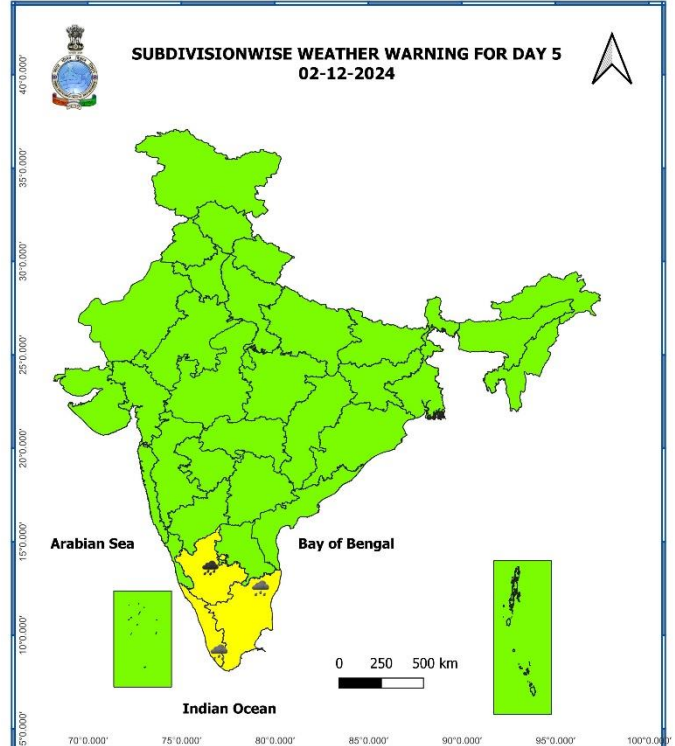 SUBDIVISIONWISE WEATHER WARNING FOR DAY 5
02-12-2024
40°0.000'
35°0.000'
30°0.000'
25°0.000'
20°0.000'
15°0.000'
10°0.000'
5°0.000'
Arabian Sea
Bay of Bengal
0 250 500 km
Indian Ocean
70°0.000' 75°0.000' 80°0.000' 85°0.000' 90°0.000' 95°0.000' 100°0.000'